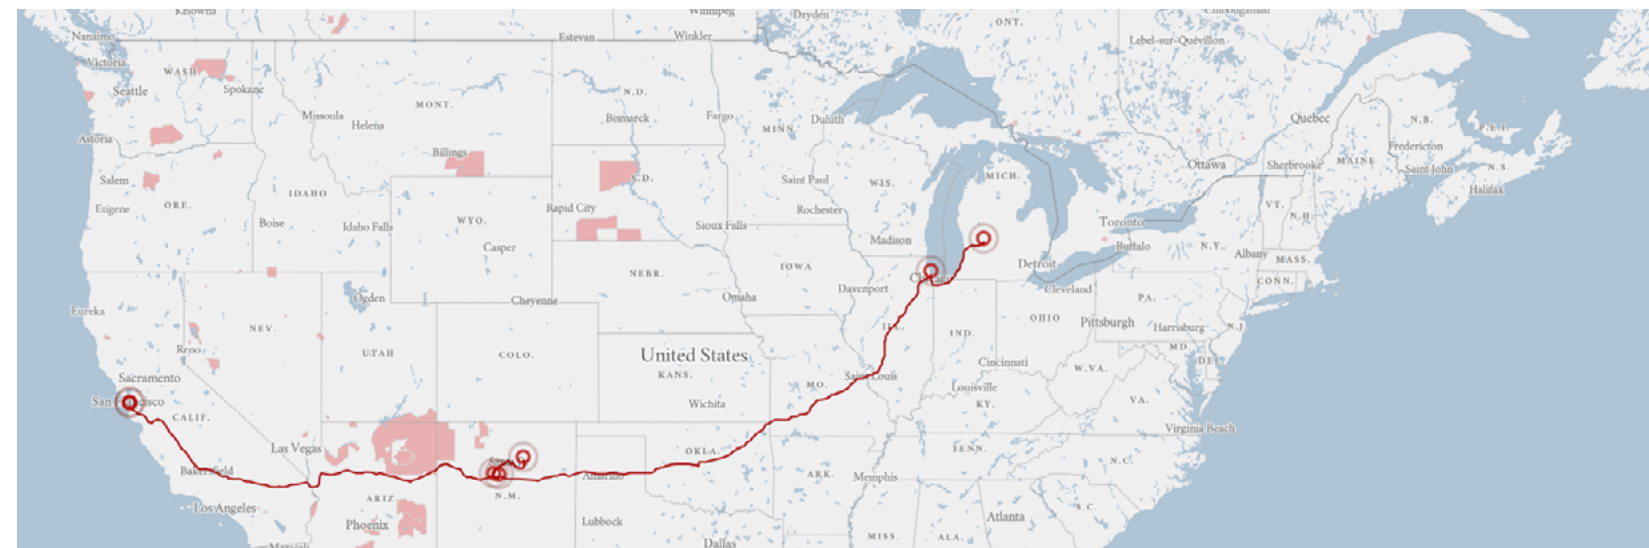 Kelowna
Winnipeg
Dryden
Chibougamau
Nanaimo
Estevan
Winkler
ONT.
Lebel-sur-Quévillon
Victoria
WASH.
Seattle
Spokane
MONT.
N.D.
Missoula
Helena
Bismarck
Fargo
MINN.
Duluth
Quebec
N.B.
P.E.I.
Astoria
Billings
Fredericton
Ottawa
Sherbrooke
MAINE
Saint John
N.S.
Salem
IDAHO
S.D.
Saint Paul
WIS.
MICH.
Halifax
ORE.
Eugene
Boise
Idaho Falls
WYO.
Rapid City
Sioux Falls
Rochester
VT.
N.H.
Toronto
Casper
Madison
Buffalo
N.Y.
Albany
MASS.
NEBR.
IOWA
Detroit
CONN.
Ogden
Cheyenne
Omaha
Davenport
Cleveland
PA.
Eureka
NEV.
OHIO
Pittsburgh
Harrisburg
N.J.
IND.
Reno
UTAH
COLO.
United States
KANS.
Cincinnati
MD.
DEL.
W.VA.
Sacramento
MO.
Saint Louis
Louisville
KY.
VA.
CALIF.
Wichita
Virginia Beach
Las Vegas
OKLA.
TENN.
N.C.
Bakersfield
Amarillo
ARK.
Memphis
ARIZ.
N.M.
Los Angeles
S.C.
Phoenix
Lubbock
Atlanta
Dallas
MISS.
ALA.
Mexicali